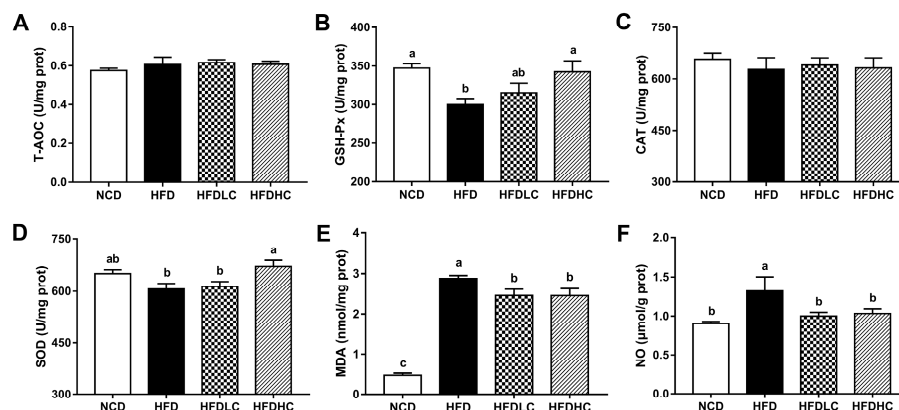 A
T-AOC (U/mg prot)
0.8
0.6
0.4
0.2
0.0
NCD HFD HFDLC HFDHC
B
GSH-Px (U/mg prot)
400
350
300
250
200
a b ab a
NCD HFD HFDLC HFDHC
C
CAT (U/mg prot)
750
600
450
300
NCD HFD HFDLC HFDHC
D
SOD (U/mg prot)
750
600
450
300
ab b b a
NCD HFD HFDLC HFDHC
E
MDA (nmol/mg prot)
4
3
2
1
0
c a b b
NCD HFD HFDLC HFDHC
F
NO (μmol/g prot)
2.0
1.5
1.0
0.5
0.0
b a b b
NCD HFD HFDLC HFDHC